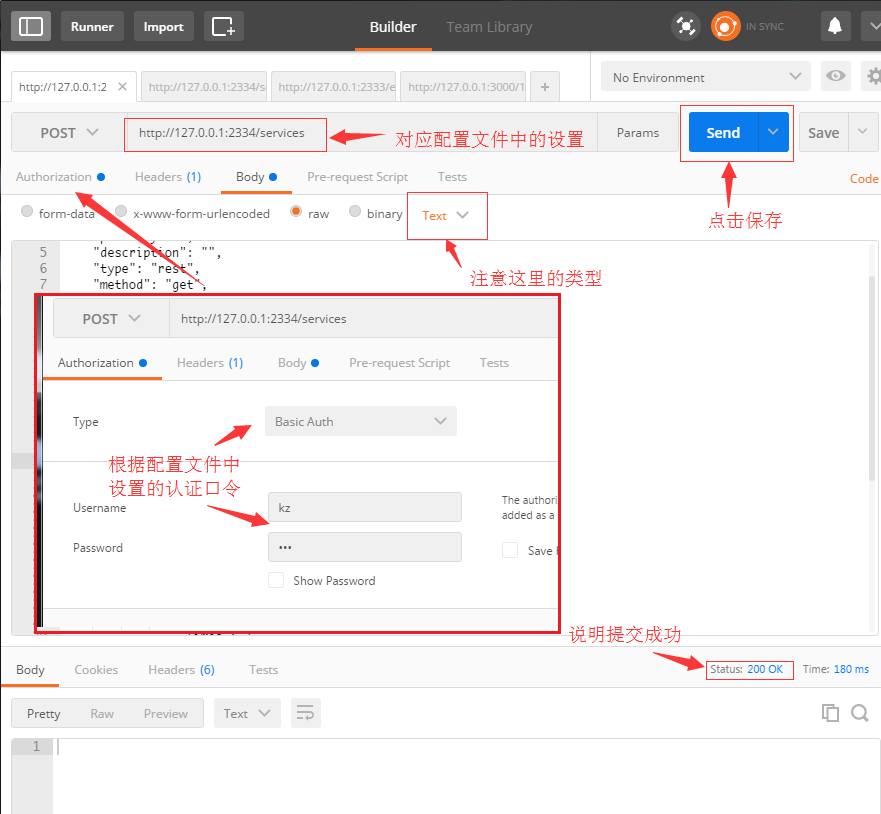 Runner Import Builder Team Library IN SYNC
http://127.0.0.1:2 http://127.0.0.1:2334/s http://127.0.0.1:2333/e http://127.0.0.1:3000/1 No Environment
POST http://127.0.0.1:2334/services 对应配置文件中的设置 Params Send Save
Authorization Headers (1) Body Pre-request Script Tests Code
form-data x-www-form-urlencoded raw binary Text
点击保存
5 "description": "",
6 "type": "rest",
7 "method": "get",
注意这里的类型
POST http://127.0.0.1:2334/services
Authorization Headers (1) Body Pre-request Script Tests
Type Basic Auth
根据配置文件中
设置的认证口令
Username kz The authori
added as a
Password ••• Save
Show Password
说明提交成功
Body Cookies Headers (6) Tests Status: 200 OK Time: 180 ms
Pretty Raw Preview Text
1